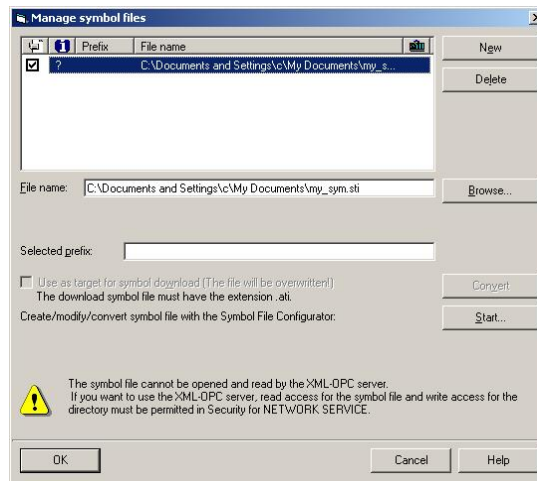 Manage symbol files
Prefix File name
? C:\Documents and Settings\c\My Documents\my_s...
New
Delete
File name: C:\Documents and Settings\c\My Documents\my_sym.sti
Browse...
Selected prefix:
Use as target for symbol download (The file will be overwritten!)
The download symbol file must have the extension .ati.
Convert
Create/modify/convert symbol file with the Symbol File Configurator:
Start...
The symbol file cannot be opened and read by the XML-OPC server.
If you want to use the XML-OPC server, read access for the symbol file and write access for the
directory must be permitted in Security for NETWORK SERVICE.
OK Cancel Help